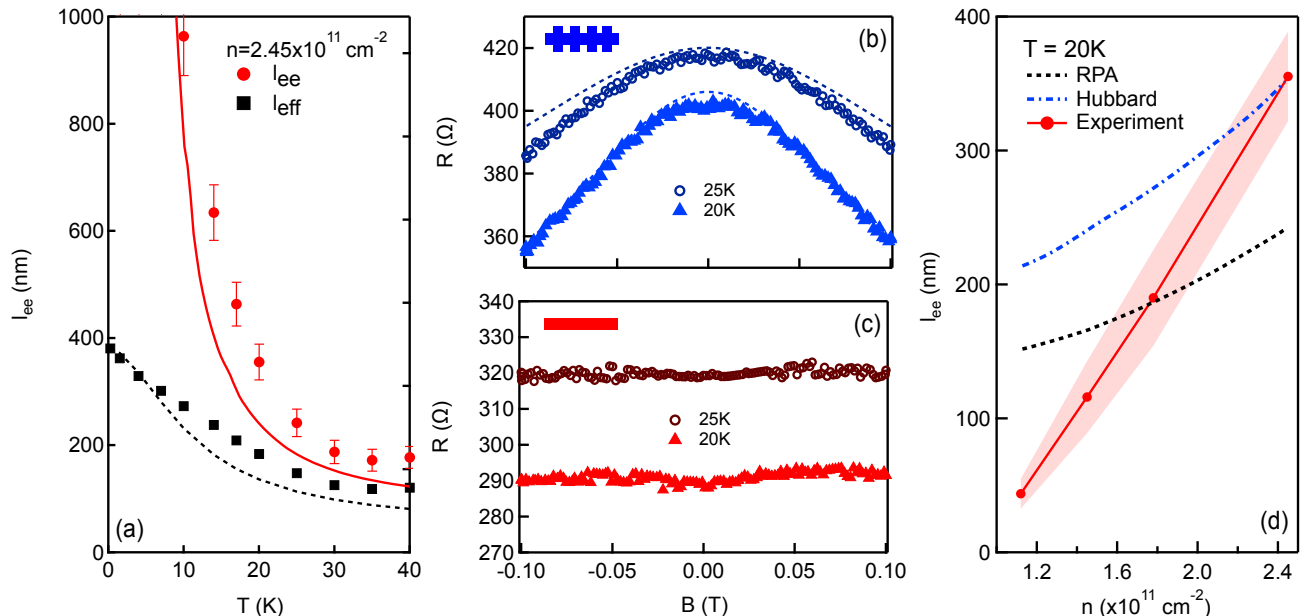 1000
800
600
400
200
0
l_ee (nm)
n=2.45x10^11 cm^-2
l_ee
l_eff
(a)
0
10
20
30
40
T (K)
420
400
380
360
R (Ω)
(b)
25K
20K
340
330
320
310
300
290
280
270
R (Ω)
(c)
25K
20K
-0.10
-0.05
0.00
0.05
0.10
B (T)
400
300
200
100
0
l_ee (nm)
T = 20K
RPA
Hubbard
Experiment
(d)
1.2
1.6
2.0
2.4
n (x10^11 cm^-2)